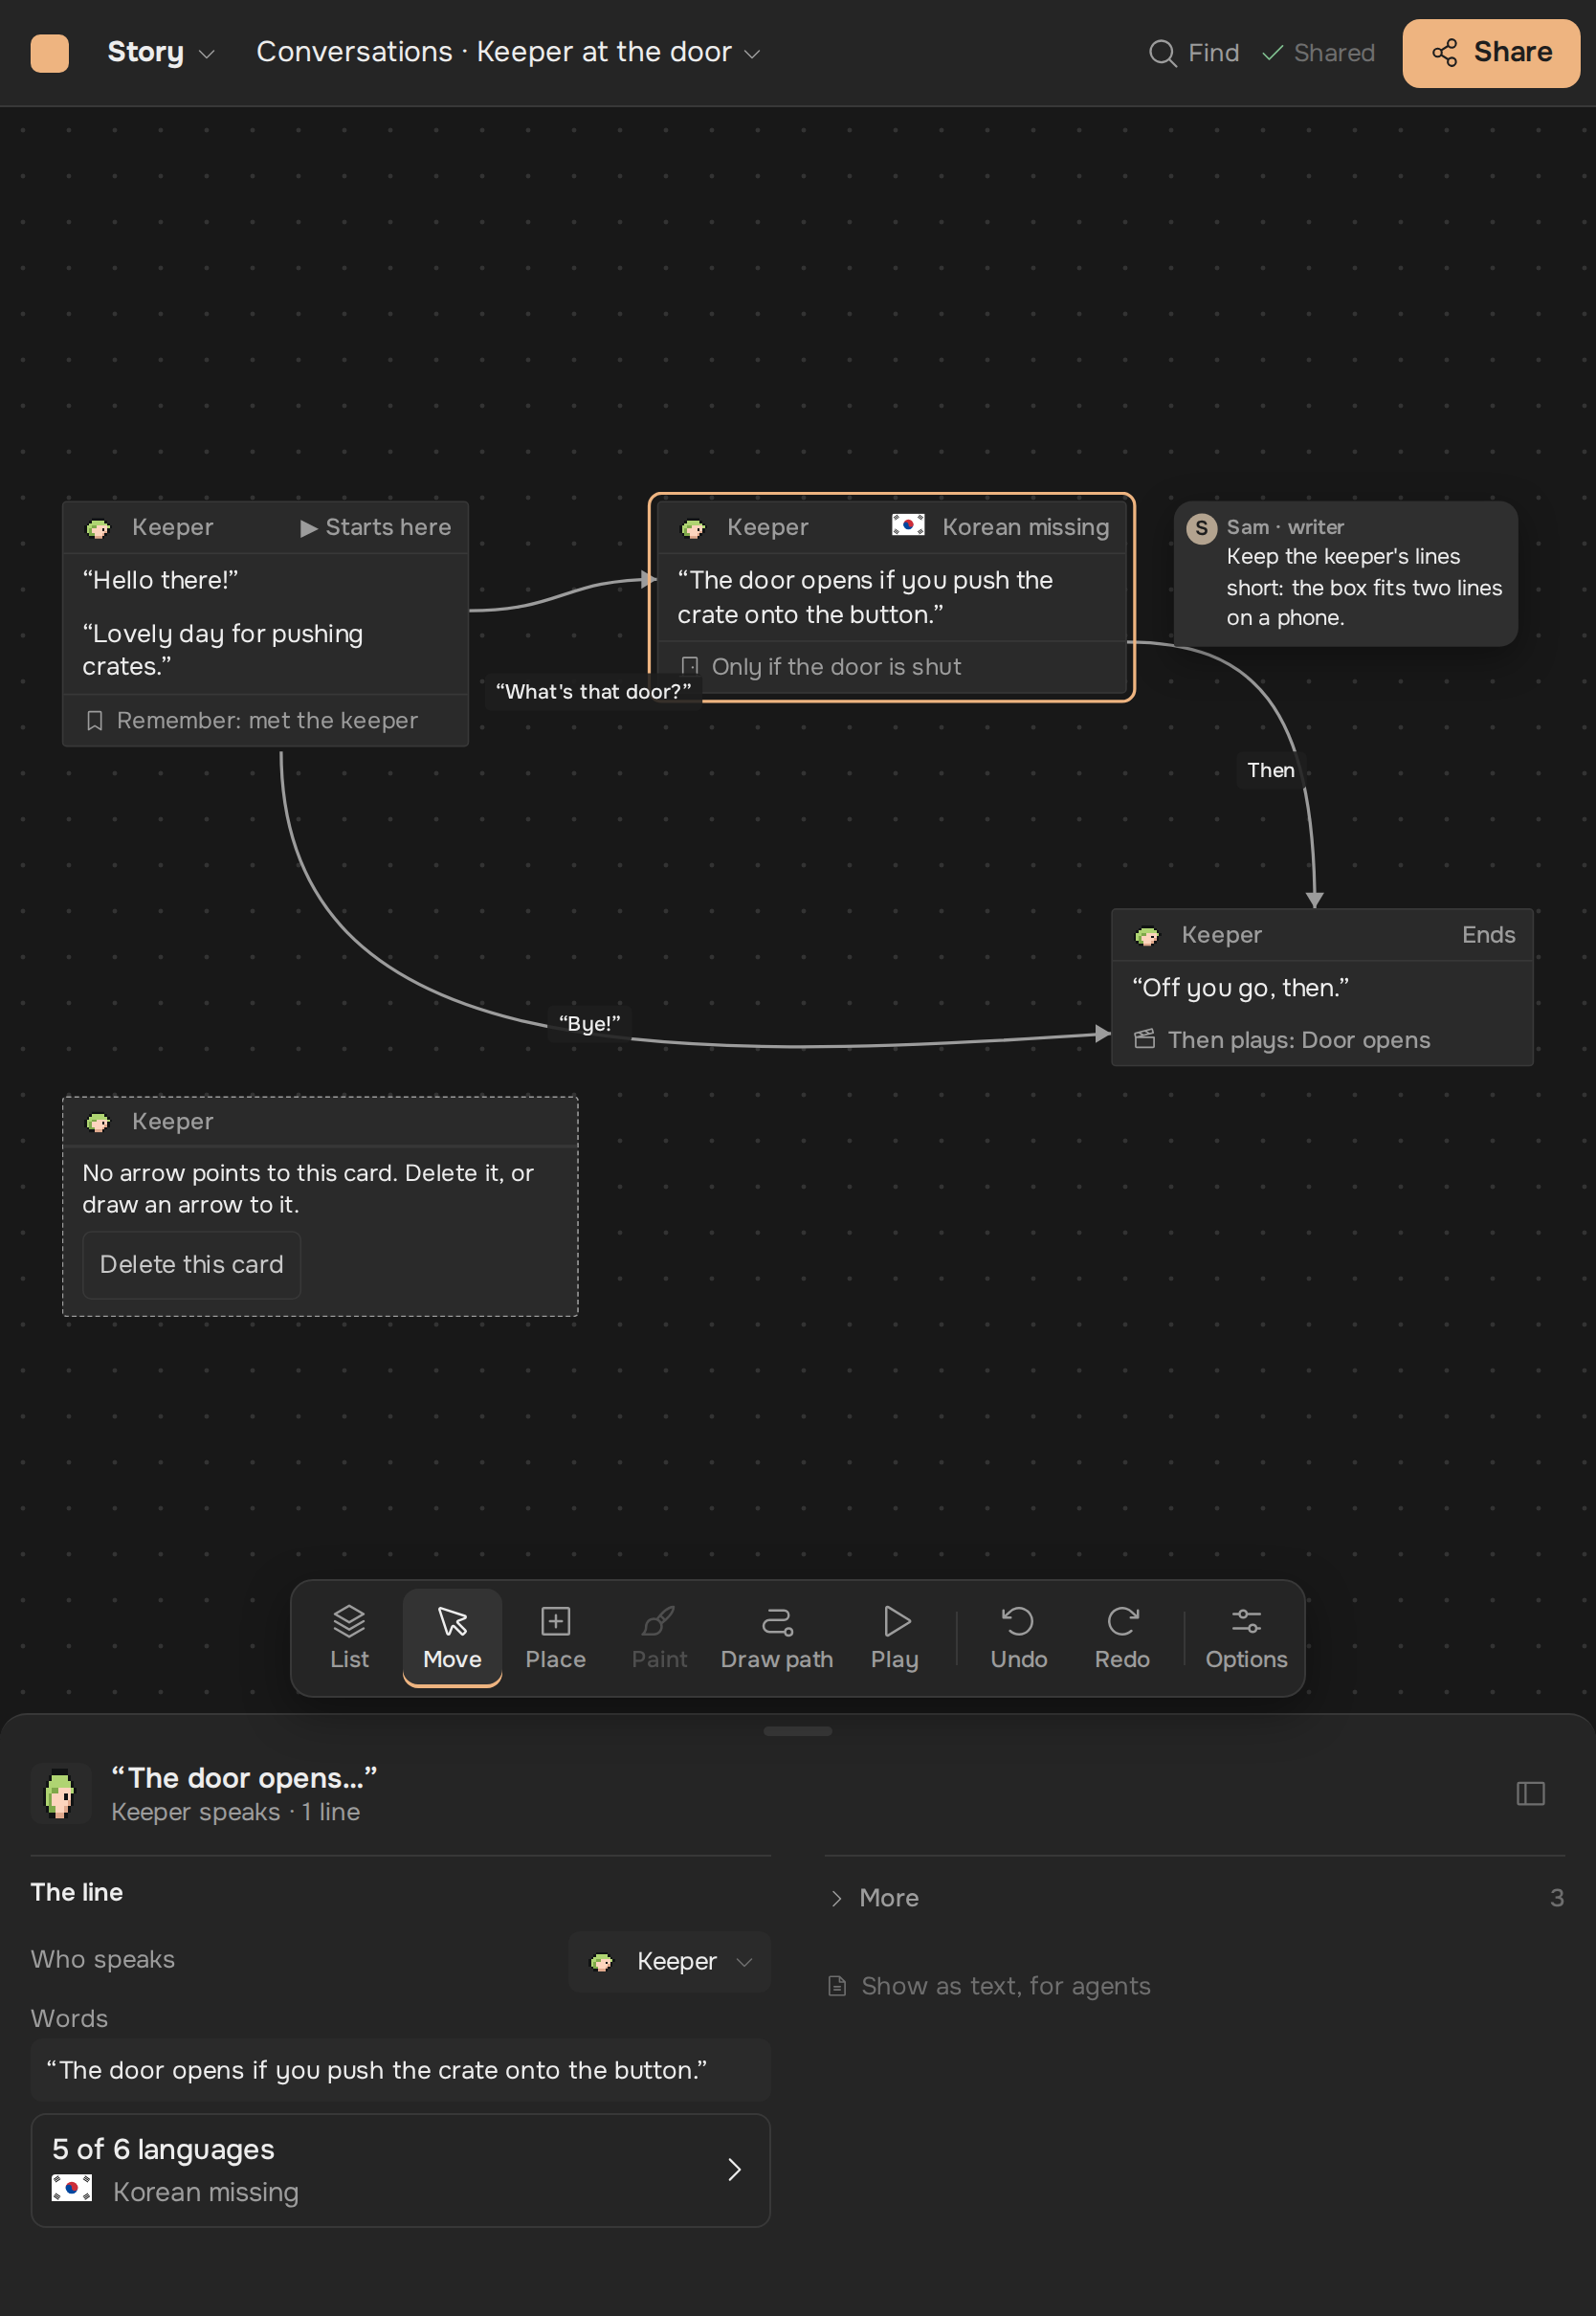 Story
Conversations · Keeper at the door
Find
Shared
Share
Keeper
▶ Starts here
“Hello there!”
“Lovely day for pushing
crates.”
Remember: met the keeper
“What's that door?”
Keeper
Korean missing
“The door opens if you push the
crate onto the button.”
Only if the door is shut
S
Sam · writer
Keep the keeper's lines
short: the box fits two lines
on a phone.
Then
Keeper
Ends
“Off you go, then.”
Then plays: Door opens
“Bye!”
Keeper
No arrow points to this card. Delete it, or
draw an arrow to it.
Delete this card
List
Move
Place
Paint
Draw path
Play
Undo
Redo
Options
“The door opens…”
Keeper speaks · 1 line
The line
Who speaks
Keeper
Words
“The door opens if you push the crate onto the button.”
5 of 6 languages
Korean missing
More
3
Show as text, for agents